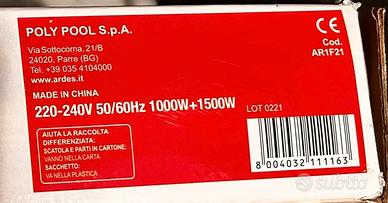 POLY POOL S.p.A.
Via Sottocorna, 21/B
24020, Parre (BG)
Tel. +39 035 4104000
www.ardes.it
MADE IN CHINA
220-240V 50/60Hz 1000W+1500W
CE
Cod.
AR1F21
LOT 0221
AIUTA LA RACCOLTA
DIFFERENZIATA:
SCATOLA E PARTI IN CARTONE:
VANNO NELLA CARTA
SACCHETTO:
VA NELLA PLASTICA
8 004032 111163
subito